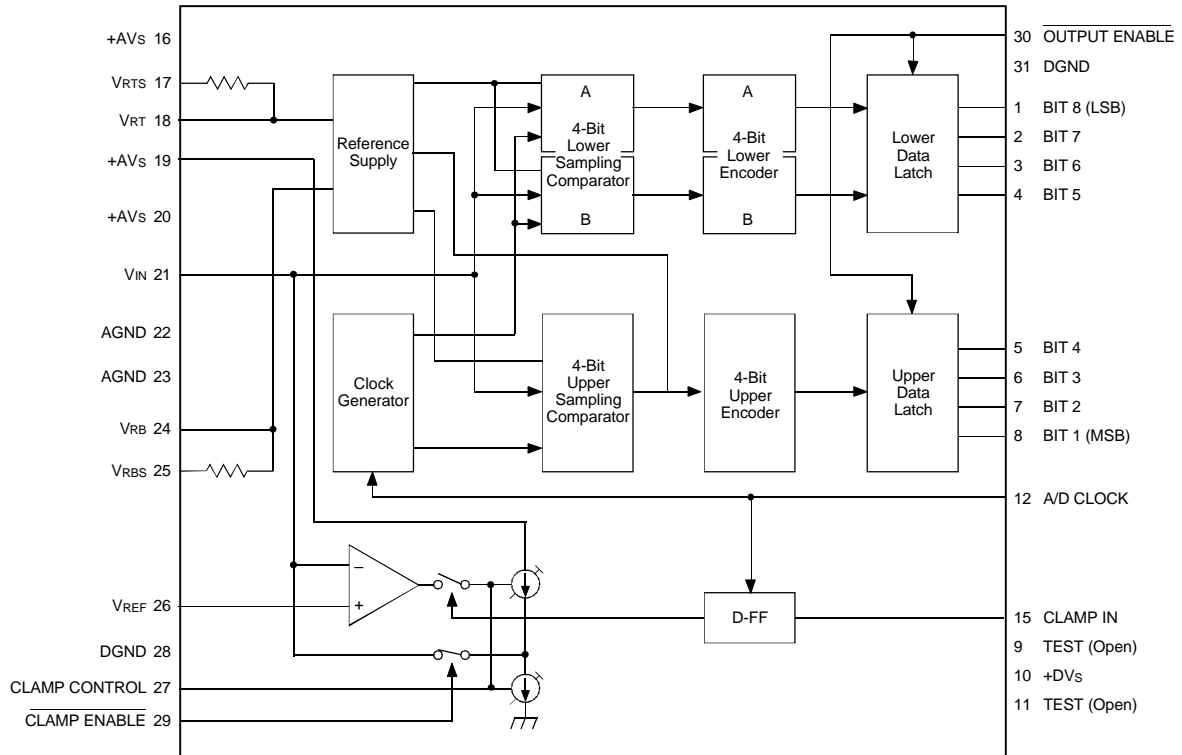 +AVS 16
VRTS 17
VRT 18
+AVS 19
+AVS 20
VIN 21
AGND 22
AGND 23
VRB 24
VRBS 25
VREF 26
DGND 28
CLAMP CONTROL 27
CLAMP ENABLE 29
Reference
Supply
A
4-Bit
Lower
Sampling
Comparator
B
A
4-Bit
Lower
Encoder
B
Lower
Data
Latch
Clock
Generator
4-Bit
Upper
Sampling
Comparator
4-Bit
Upper
Encoder
Upper
Data
Latch
–
+
D-FF
30 OUTPUT ENABLE
31 DGND
1 BIT 8 (LSB)
2 BIT 7
3 BIT 6
4 BIT 5
5 BIT 4
6 BIT 3
7 BIT 2
8 BIT 1 (MSB)
12 A/D CLOCK
15 CLAMP IN
9 TEST (Open)
10 +DVS
11 TEST (Open)